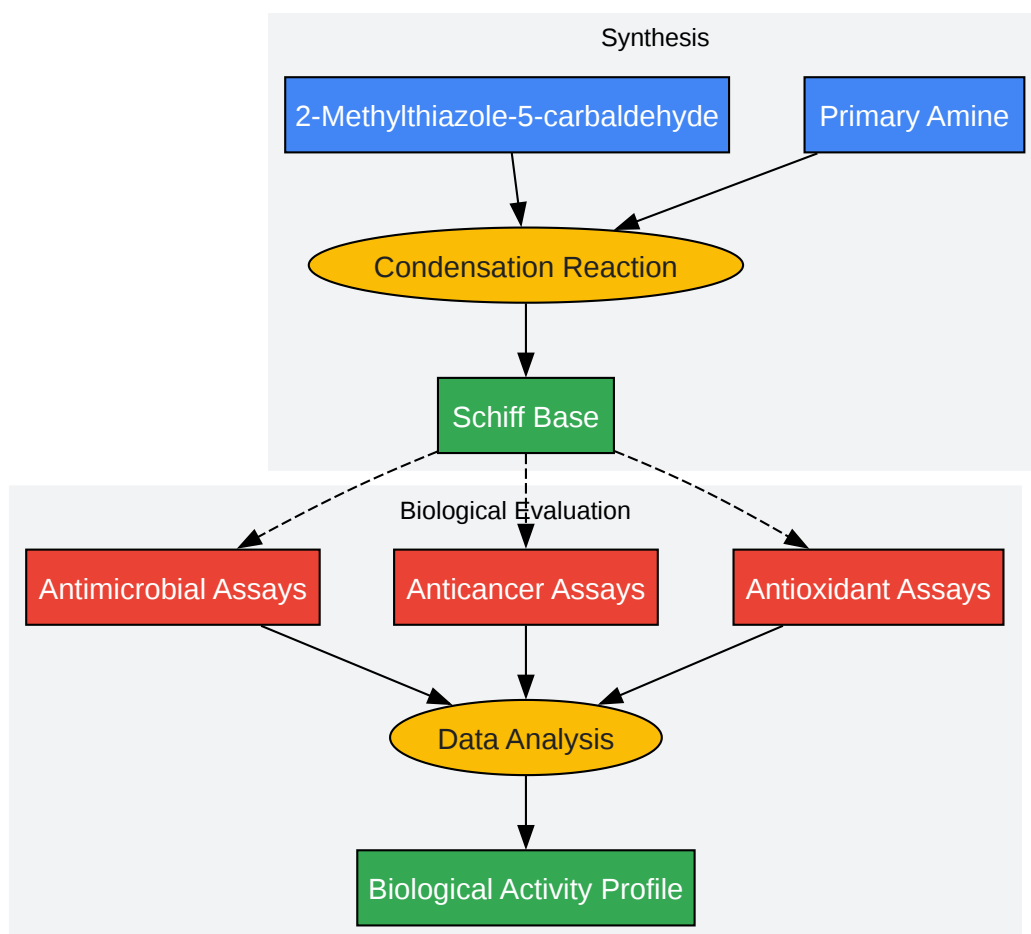 Synthesis
2-Methylthiazole-5-carbaldehyde
Primary Amine
Condensation Reaction
Schiff Base
Biological Evaluation
Antimicrobial Assays
Anticancer Assays
Antioxidant Assays
Data Analysis
Biological Activity Profile